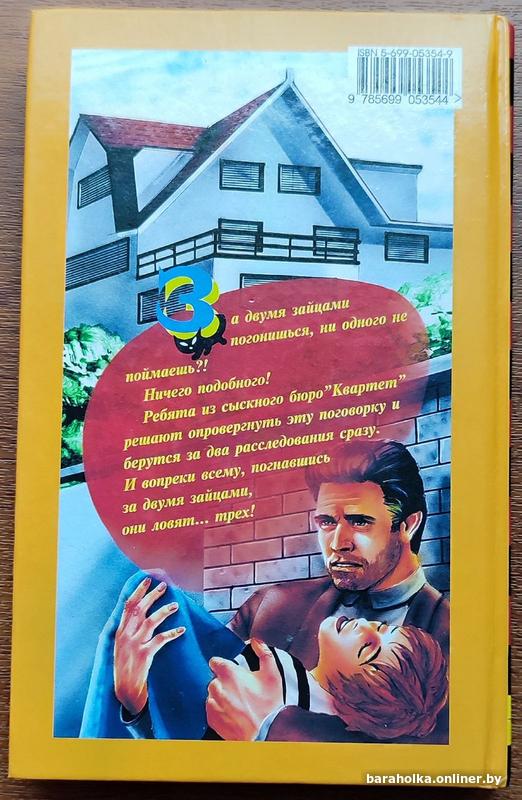 ISBN 5-699-05354-9
9 785699 053544 >
За двумя зайцами
погонишься, ни одного не
поймаешь?!
Ничего подобного!
Ребята из сыскного бюро"Квартет"
решают опровергнуть эту поговорку и
берутся за два расследования сразу.
И вопреки всему, погнавшись
за двумя зайцами,
они ловят... трех!
baraholka.onliner.by